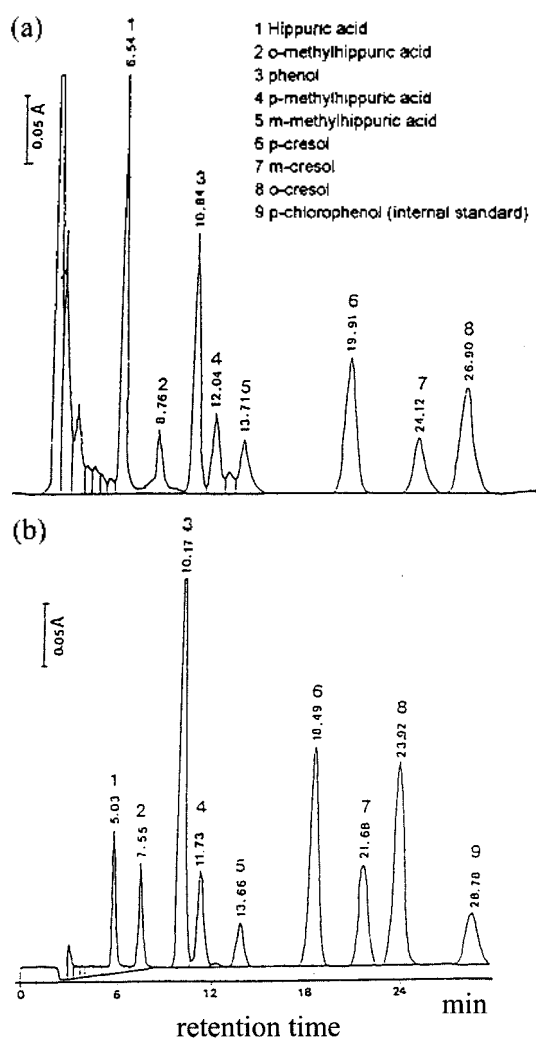 (a)
0.05 A
6.54 1
8.76 2
10.84 3
12.04 4
13.71 5
19.91 6
24.12 7
26.90 8
1 Hippuric acid
2 o-methylhippuric acid
3 phenol
4 p-methylhippuric acid
5 m-methylhippuric acid
6 p-cresol
7 m-cresol
8 o-cresol
9 p-chlorophenol (internal standard)
(b)
0.05A
5.03 1
7.55 2
10.17 3
11.73 4
13.66 5
18.49 6
21.68 7
23.92 8
28.78 9
0 6 12 18 24 min
retention time